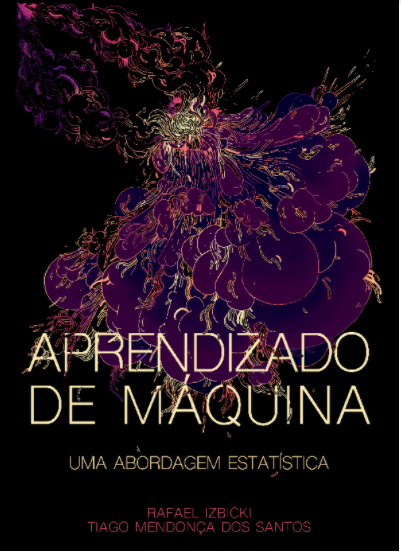 APRENDIZADO
DE MÁQUINA
UMA ABORDAGEM ESTATÍSTICA
RAFAEL IZBICKI
TIAGO MENDONÇA DOS SANTOS